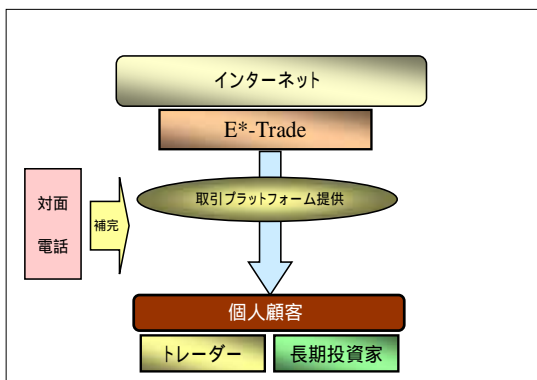 インターネット
E*-Trade
取引プラットフォーム提供
対面
電話
補完
個人顧客
トレーダー
長期投資家